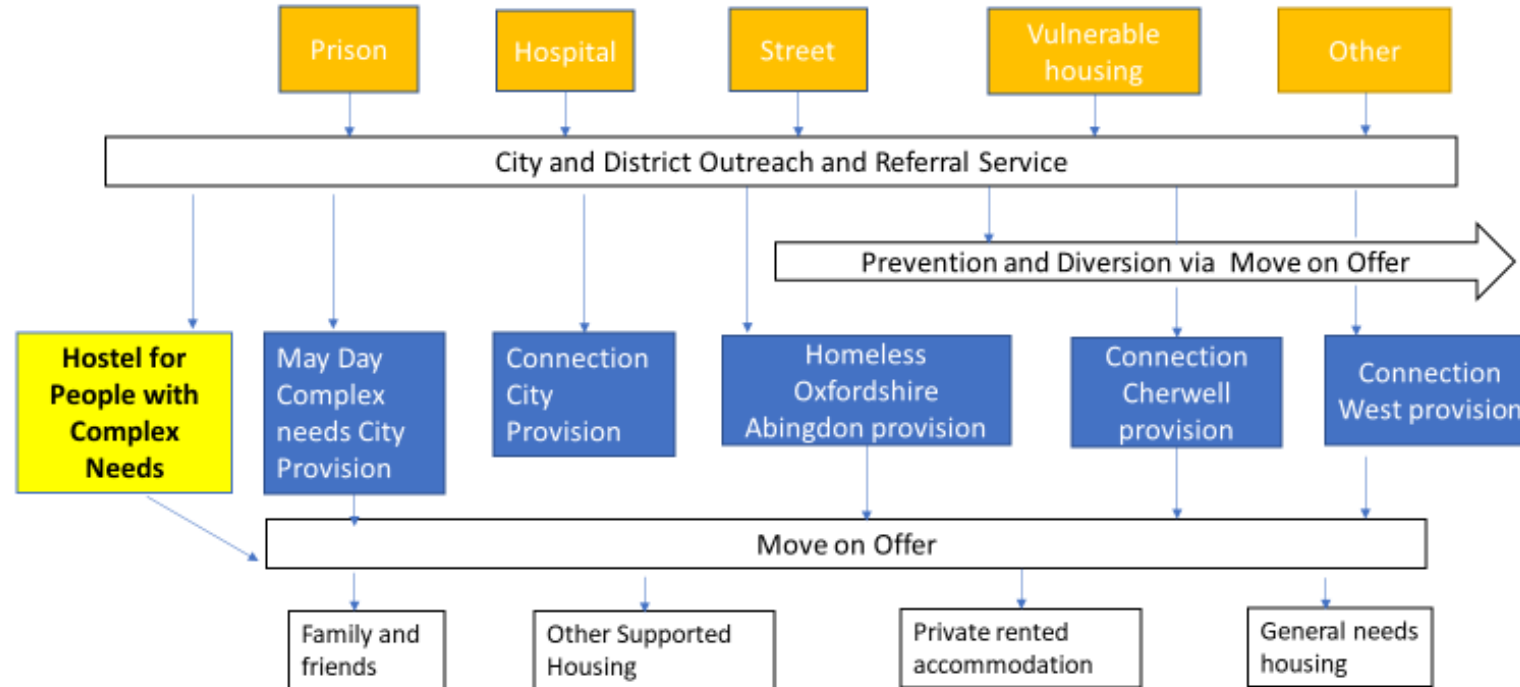 Prison
Hospital
Street
Vulnerable
housing
Other
City and District Outreach and Referral Service
Prevention and Diversion via Move on Offer
Hostel for
People with
Complex
Needs
May Day
Complex
needs City
Provision
Connection
City
Provision
Homeless
Oxfordshire
Abingdon provision
Connection
Cherwell
provision
Connection
West provision
Move on Offer
Family and
friends
Other Supported
Housing
Private rented
accommodation
General needs
housing